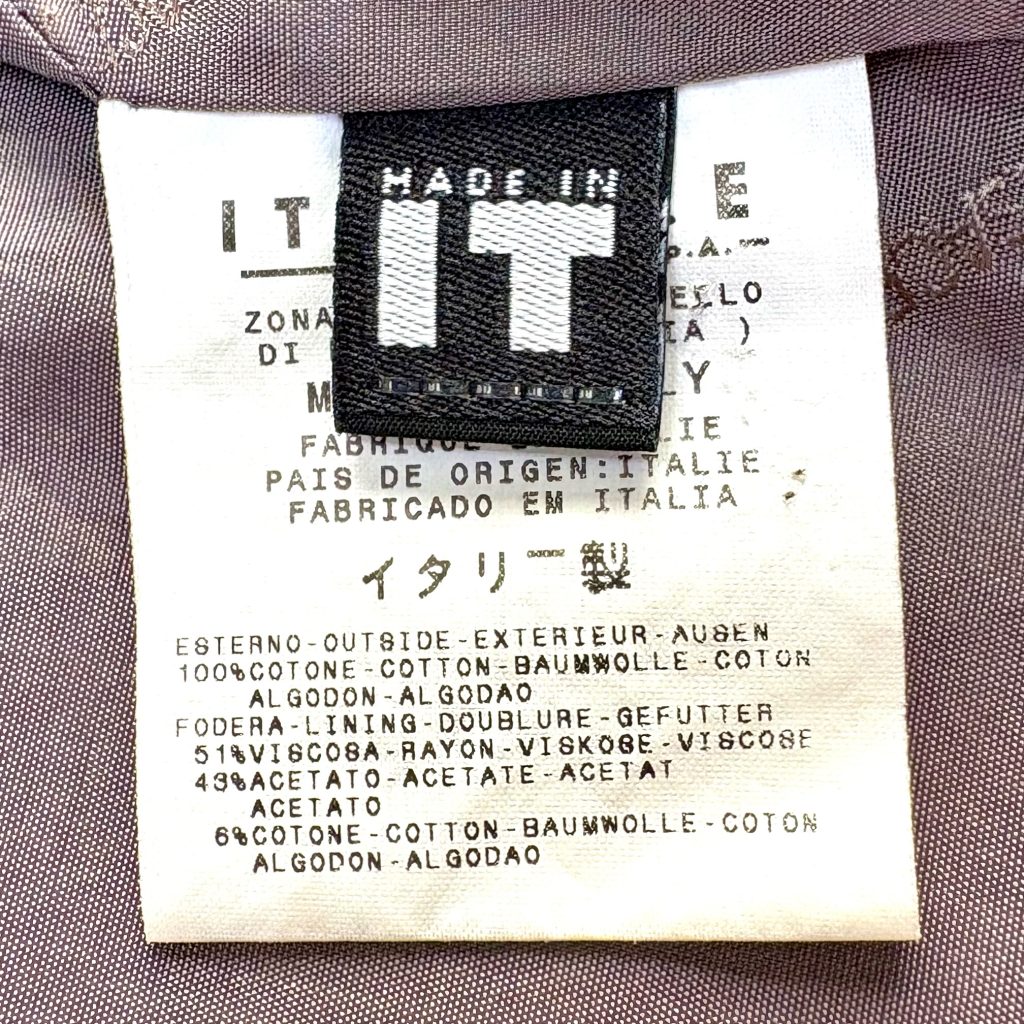 MADE IN
IT
I T E
S.A.
ZONA ELLO
DI IA )
M LY
FABRIQUE LIE
PAIS DE ORIGEN:ITALIE
FABRICADO EM ITALIA
イタリー製
ESTERNO-OUTSIDE-EXTERIEUR-AUSEN
100%COTONE-COTTON-BAUMWOLLE-COTON
ALGODON-ALGODAO
FODERA-LINING-DOUBLURE-GEFUTTER
51%VISCOSA-RAYON-VISKOSE-VISCOSE
43%ACETATO-ACETATE-ACETAT
ACETATO
6%COTONE-COTTON-BAUMWOLLE-COTON
ALGODON-ALGODAO